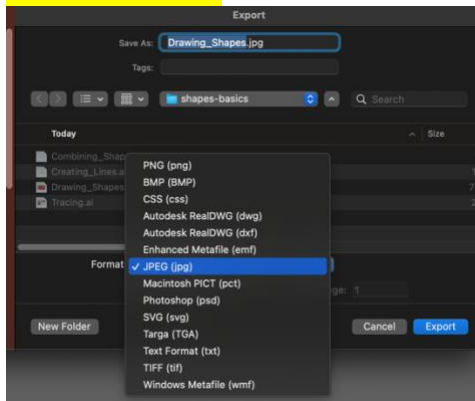 Export
Save As: Drawing_Shapes.jpg
Tags:
shapes-basics
Search
Today
Size
Combining_Shap
Creating_Lines.a
Drawing_Shapes
Tracing.ai
PNG (png)
BMP (BMP)
CSS (css)
Autodesk RealDWG (dwg)
Autodesk RealDWG (dxf)
Enhanced Metafile (emf)
Format
JPEG (jpg)
Macintosh PICT (pct)
nge: 1
Photoshop (psd)
SVG (svg)
New Folder
Cancel
Export
Targa (TGA)
Text Format (txt)
TIFF (tif)
Windows Metafile (wmf)